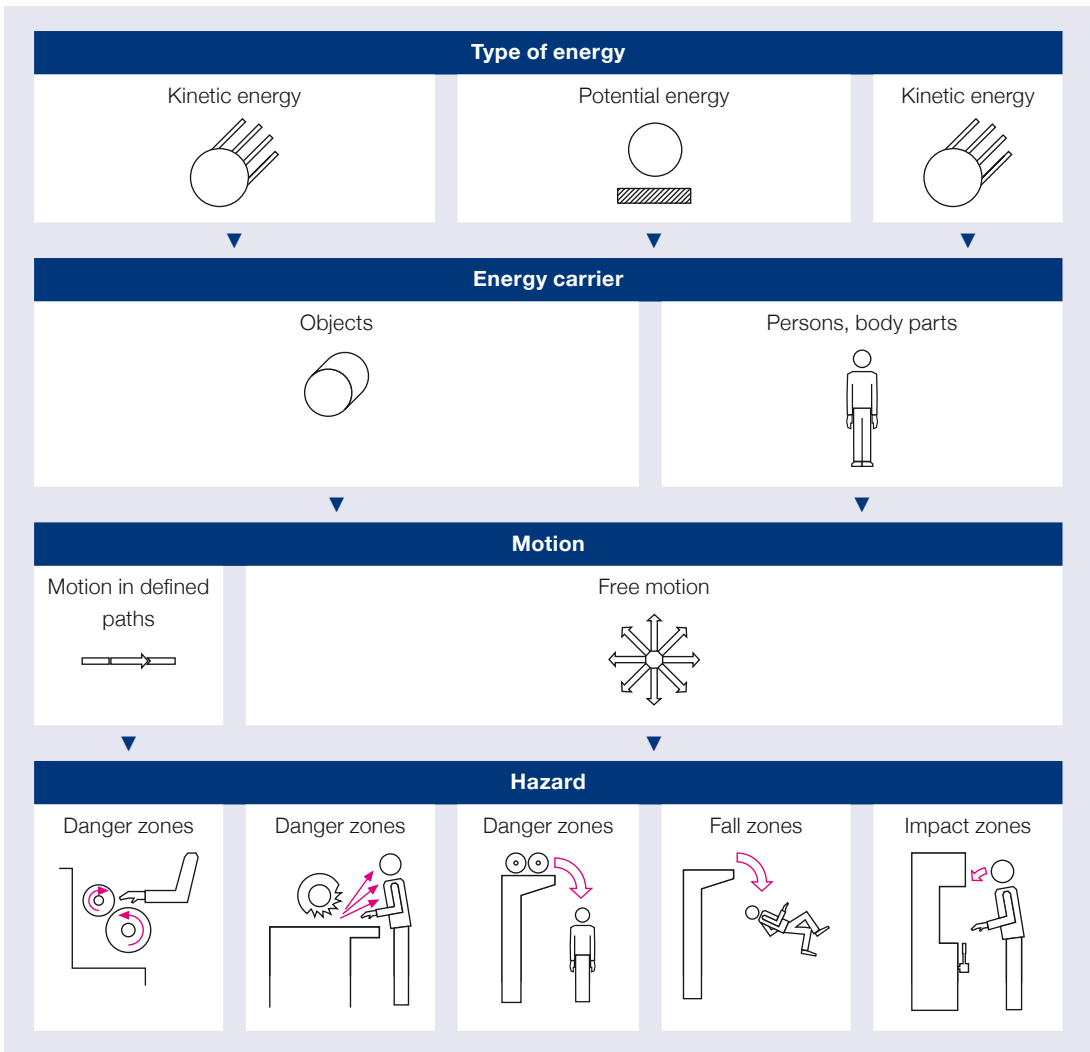 Type of energy
Kinetic energy
Potential energy
Kinetic energy
Energy carrier
Objects
Persons, body parts
Motion
Motion in defined
paths
Free motion
Hazard
Danger zones
Danger zones
Danger zones
Fall zones
Impact zones